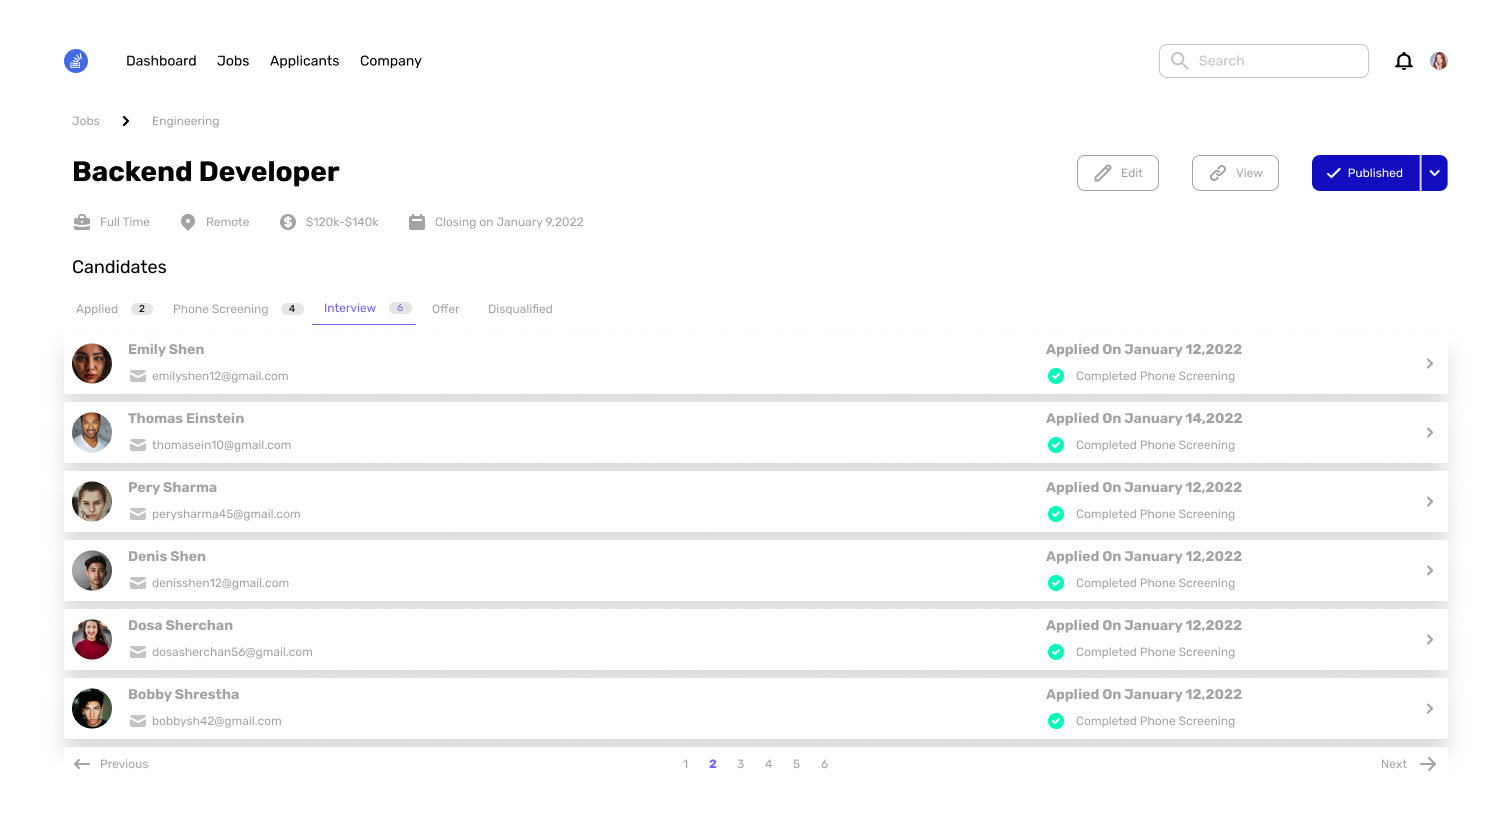 Dashboard Jobs Applicants Company Search
Jobs Engineering
Backend Developer Edit View Published
Full Time Remote $120k-$140k Closing on January 9,2022
Candidates
Applied 2 Phone Screening 4 Interview 6 Offer Disqualified
Emily Shen Applied On January 12,2022
emilyshen12@gmail.com Completed Phone Screening
Thomas Einstein Applied On January 14,2022
thomasein10@gmail.com Completed Phone Screening
Pery Sharma Applied On January 12,2022
perysharma45@gmail.com Completed Phone Screening
Denis Shen Applied On January 12,2022
denisshen12@gmail.com Completed Phone Screening
Dosa Sherchan Applied On January 12,2022
dosasherchan56@gmail.com Completed Phone Screening
Bobby Shrestha Applied On January 12,2022
bobbysh42@gmail.com Completed Phone Screening
Previous 1 2 3 4 5 6 Next